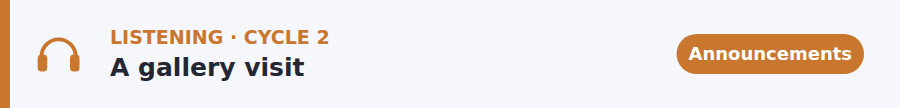 LISTENING · CYCLE 2
A gallery visit
Announcements